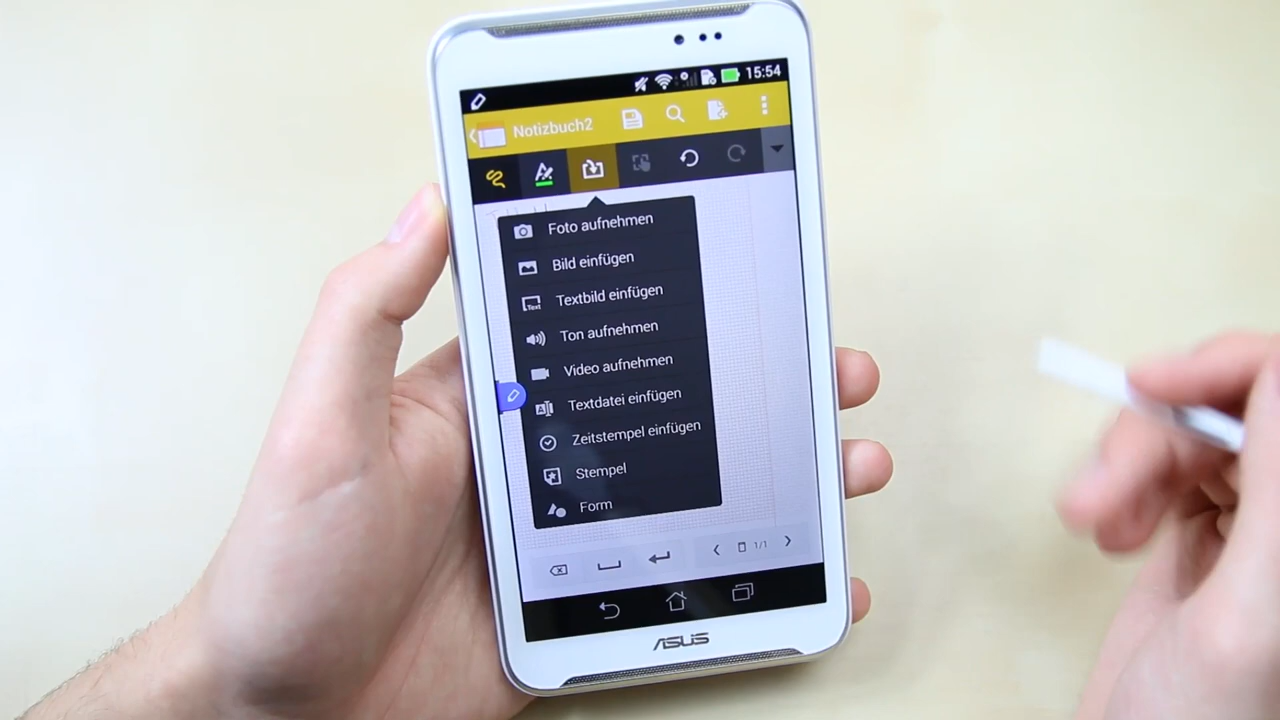 15:54
Notizbuch2
Foto aufnehmen
Bild einfügen
Text
Textbild einfügen
Ton aufnehmen
Video aufnehmen
Textdatei einfügen
Zeitstempel einfügen
Stempel
Form
1/1
ASUS